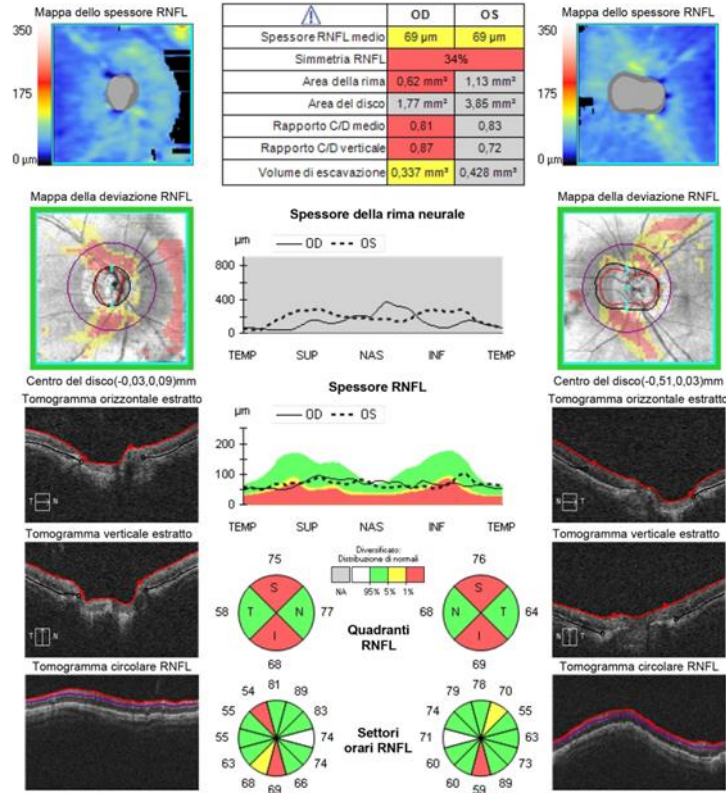 Mappa dello spessore RNFL
350
175
0 µm
OD OS
Spessore RNFL medio 69 µm 69 µm
Simmetria RNFL 34%
Area della rima 0,62 mm² 1,13 mm²
Area del disco 1,77 mm² 3,85 mm²
Rapporto C/D medio 0,81 0,83
Rapporto C/D verticale 0,87 0,72
Volume di escavazione 0,337 mm³ 0,428 mm³
Mappa dello spessore RNFL
350
175
0 µm
Mappa della deviazione RNFL
Centro del disco(-0,03,0,09)mm
Spessore della rima neurale
µm OD OS
800
400
0
TEMP SUP NAS INF TEMP
Mappa della deviazione RNFL
Centro del disco(-0,51,0,03)mm
Tomogramma orizzontale estratto
T N
Spessore RNFL
µm OD OS
200
100
0
TEMP SUP NAS INF TEMP
Tomogramma orizzontale estratto
N T
Tomogramma verticale estratto
T N
75
58 S T N I 77
68
Diversificato:
Distribuzione di normali
NA 95% 5% 1%
Quadranti
RNFL
76
68 S N T I 64
69
Tomogramma verticale estratto
N T
Tomogramma circolare RNFL
81
54 89
55 83
55 74
63 74
68 66
69
Settori
orari RNFL
78
79 70
74 55
71 63
60 73
60 89
59
Tomogramma circolare RNFL